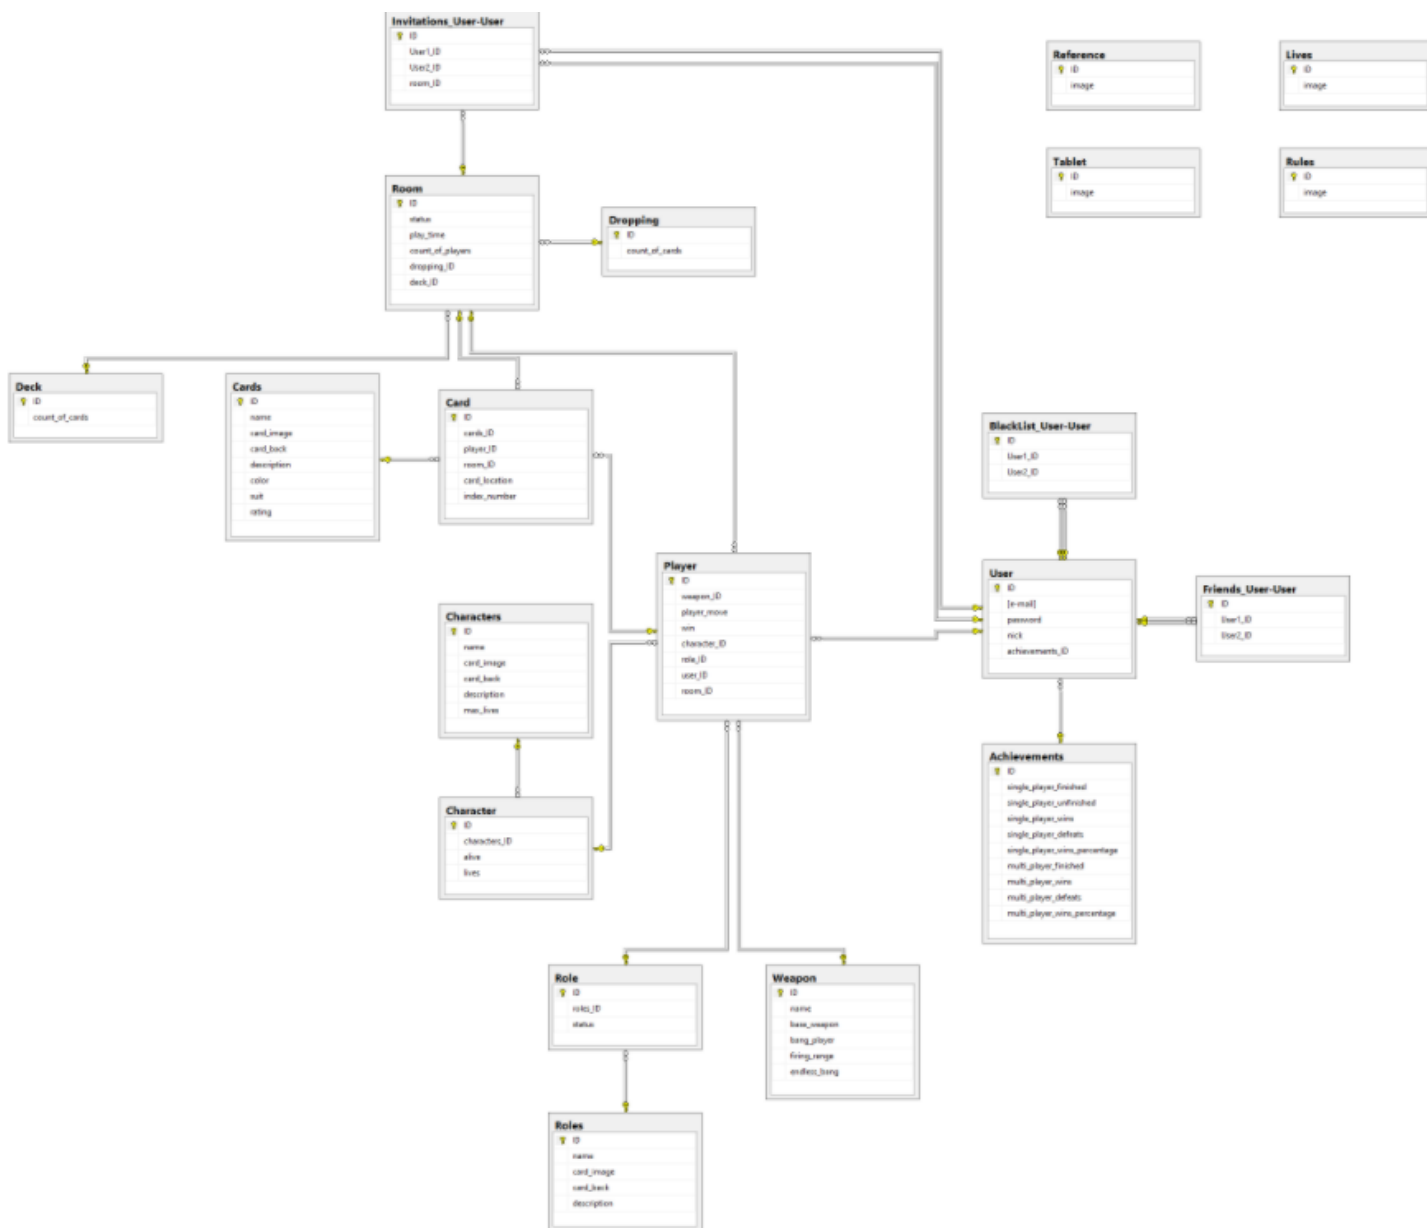 Invitations_User-User
ID
User1_ID
User2_ID
room_ID
Reference
ID
image
Lives
ID
image
Tablet
ID
image
Rules
ID
image
Room
ID
status
play_time
count_of_players
dropping_ID
deck_ID
Dropping
ID
count_of_cards
Deck
ID
count_of_cards
Cards
ID
name
card_image
card_back
description
color
suit
rating
Card
ID
cards_ID
player_ID
room_ID
card_location
index_number
BlackList_User-User
ID
User1_ID
User2_ID
Player
ID
weapon_ID
player_move
win
character_ID
role_ID
user_ID
room_ID
User
ID
[e-mail]
password
nick
achievements_ID
Friends_User-User
ID
User1_ID
User2_ID
Characters
ID
name
card_image
card_back
description
max_lives
Character
ID
characters_ID
alive
lives
Achievements
ID
single_player_finished
single_player_unfinished
single_player_wins
single_player_defeats
single_player_wins_percentage
multi_player_finished
multi_player_wins
multi_player_defeats
multi_player_wins_percentage
Role
ID
roles_ID
status
Weapon
ID
name
base_weapon
bang_player
firing_range
endless_bang
Roles
ID
name
card_image
card_back
description